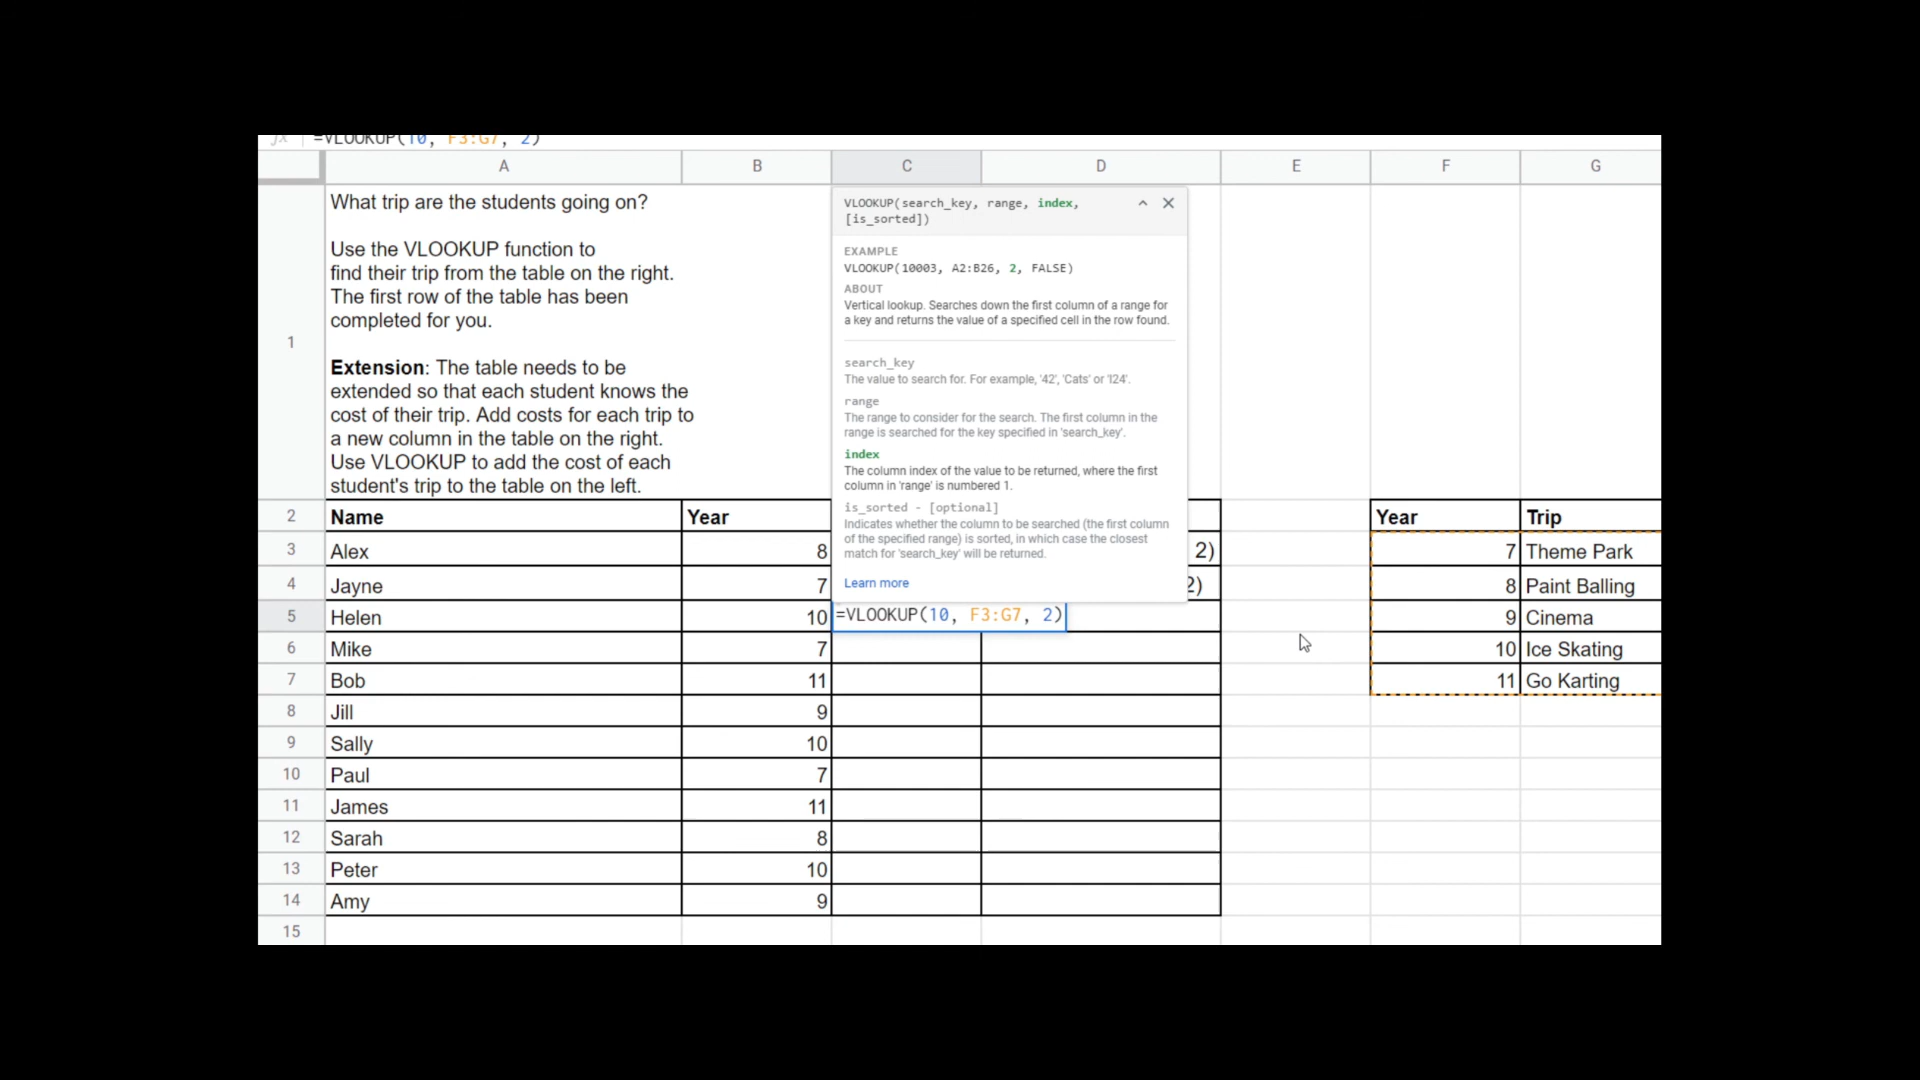 fx =VLOOKUP(10, F3:G7, 2)
A B C D E F G
What trip are the students going on?
Use the VLOOKUP function to
find their trip from the table on the right.
The first row of the table has been
completed for you.
1
Extension: The table needs to be
extended so that each student knows the
cost of their trip. Add costs for each trip to
a new column in the table on the right.
Use VLOOKUP to add the cost of each
student's trip to the table on the left.
VLOOKUP(search_key, range, index,
[is_sorted])
EXAMPLE
VLOOKUP(10003, A2:B26, 2, FALSE)
ABOUT
Vertical lookup. Searches down the first column of a range for
a key and returns the value of a specified cell in the row found.
search_key
The value to search for. For example, '42', 'Cats' or 'I24'.
range
The range to consider for the search. The first column in the
range is searched for the key specified in 'search_key'.
index
The column index of the value to be returned, where the first
column in 'range' is numbered 1.
is_sorted - [optional]
Indicates whether the column to be searched (the first column
of the specified range) is sorted, in which case the closest
match for 'search_key' will be returned.
Learn more
2 Name Year Year Trip
3 Alex 8 2) 7 Theme Park
4 Jayne 7 2) 8 Paint Balling
5 Helen 10 =VLOOKUP(10, F3:G7, 2) 9 Cinema
6 Mike 7 10 Ice Skating
7 Bob 11 11 Go Karting
8 Jill 9
9 Sally 10
10 Paul 7
11 James 11
12 Sarah 8
13 Peter 10
14 Amy 9
15